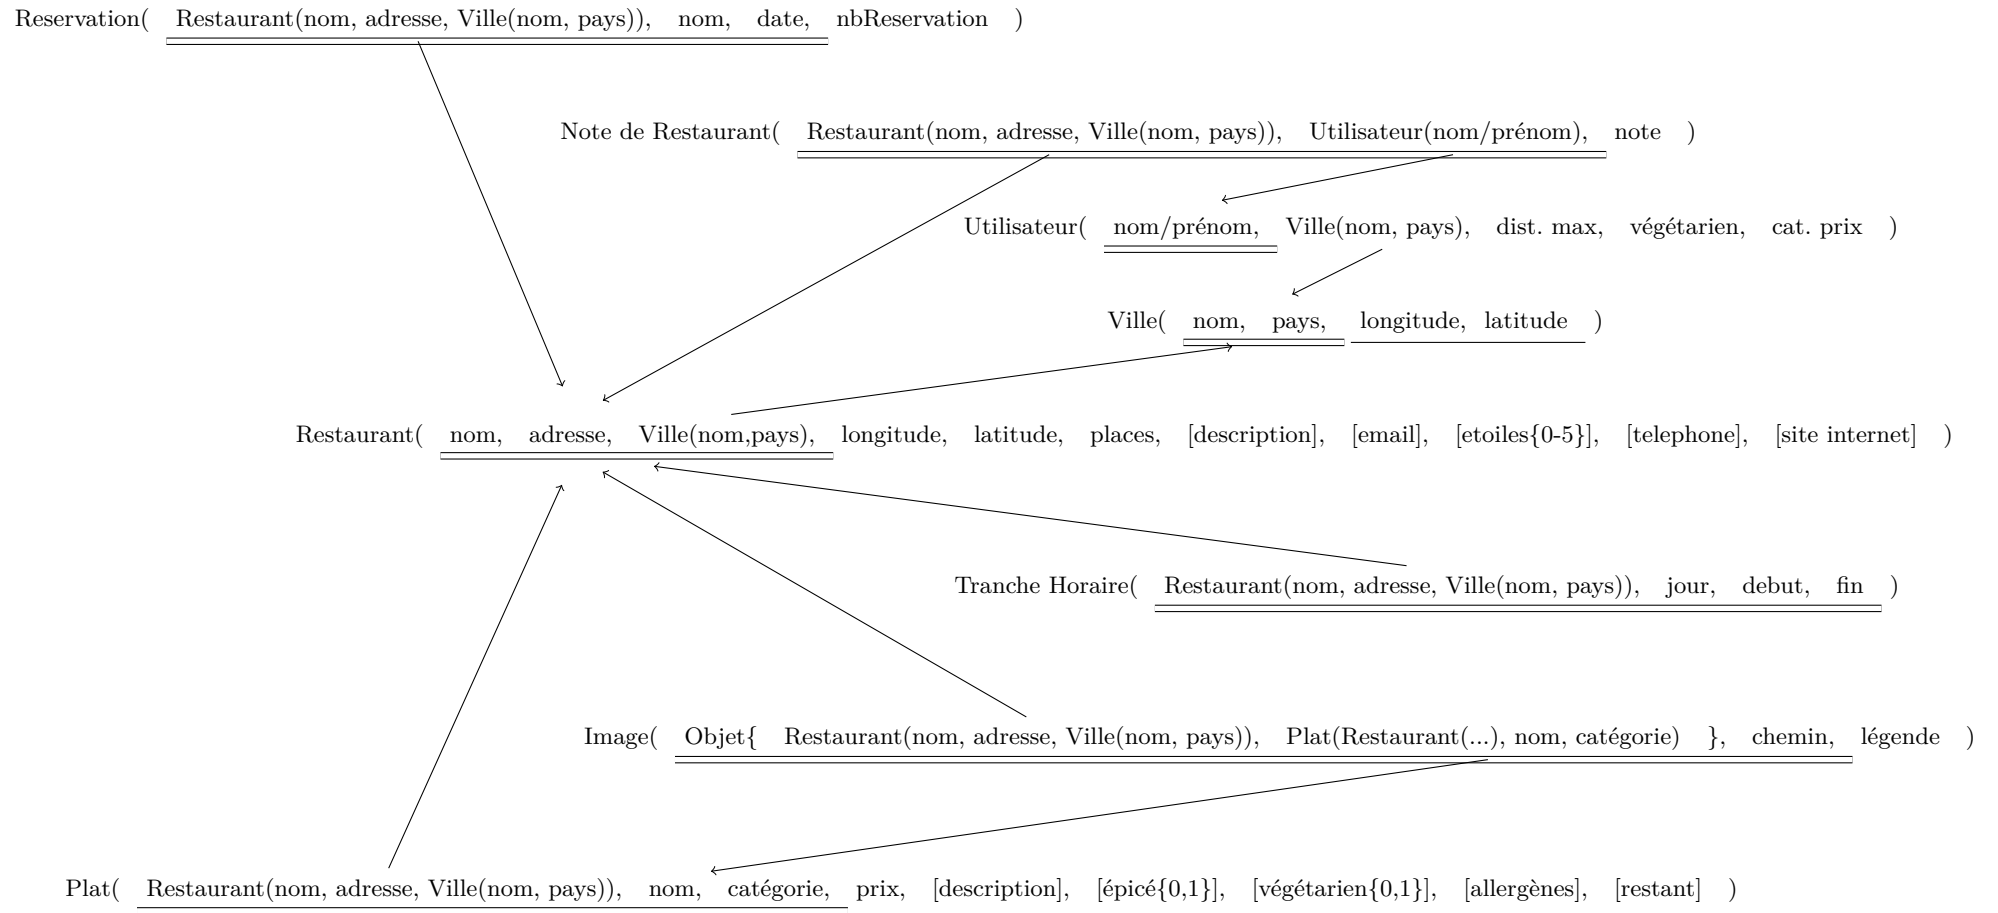 Reservation( Restaurant(nom, adresse, Ville(nom, pays)), nom, date, nbReservation )
Note de Restaurant( Restaurant(nom, adresse, Ville(nom, pays)), Utilisateur(nom/prénom), note )
Utilisateur( nom/prénom, Ville(nom, pays), dist. max, végétarien, cat. prix )
Ville( nom, pays, longitude, latitude )
Restaurant( nom, adresse, Ville(nom,pays), longitude, latitude, places, [description], [email], [etoiles{0-5}], [telephone], [site internet] )
Tranche Horaire( Restaurant(nom, adresse, Ville(nom, pays)), jour, debut, fin )
Image( Objet{ Restaurant(nom, adresse, Ville(nom, pays)), Plat(Restaurant(...), nom, catégorie) }, chemin, légende )
Plat( Restaurant(nom, adresse, Ville(nom, pays)), nom, catégorie, prix, [description], [épicé{0,1}], [végétarien{0,1}], [allergènes], [restant] )